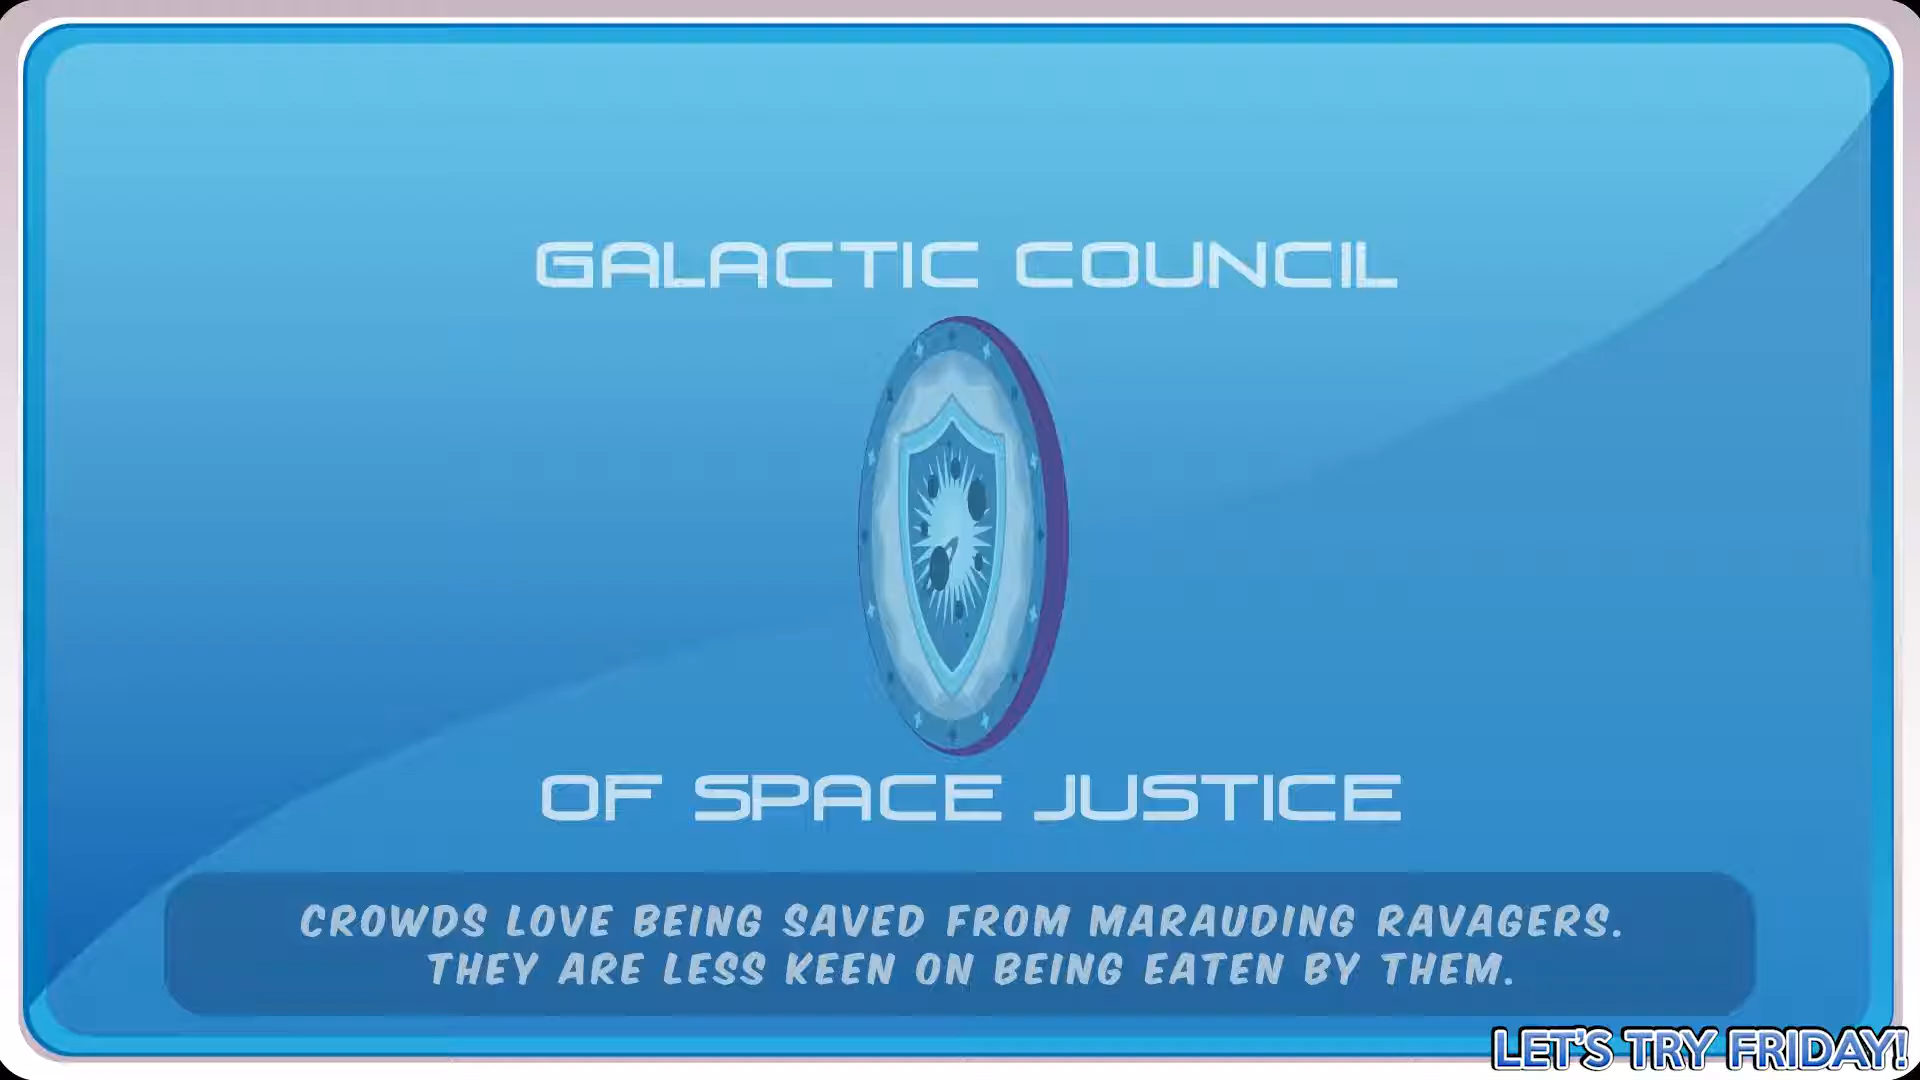 GALACTIC COUNCIL
OF SPACE JUSTICE
CROWDS LOVE BEING SAVED FROM MARAUDING RAVAGERS.
THEY ARE LESS KEEN ON BEING EATEN BY THEM.
LET'S TRY FRIDAY!